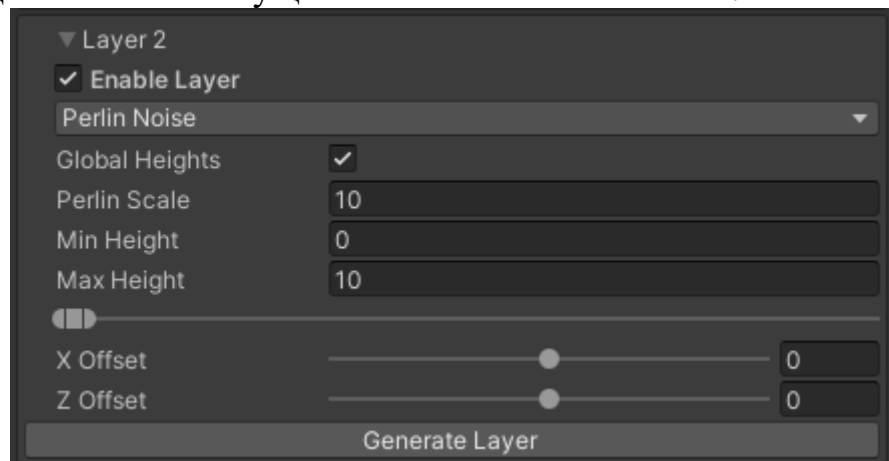 Layer 2
Enable Layer
Perlin Noise
Global Heights
Perlin Scale 10
Min Height 0
Max Height 10
X Offset 0
Z Offset 0
Generate Layer